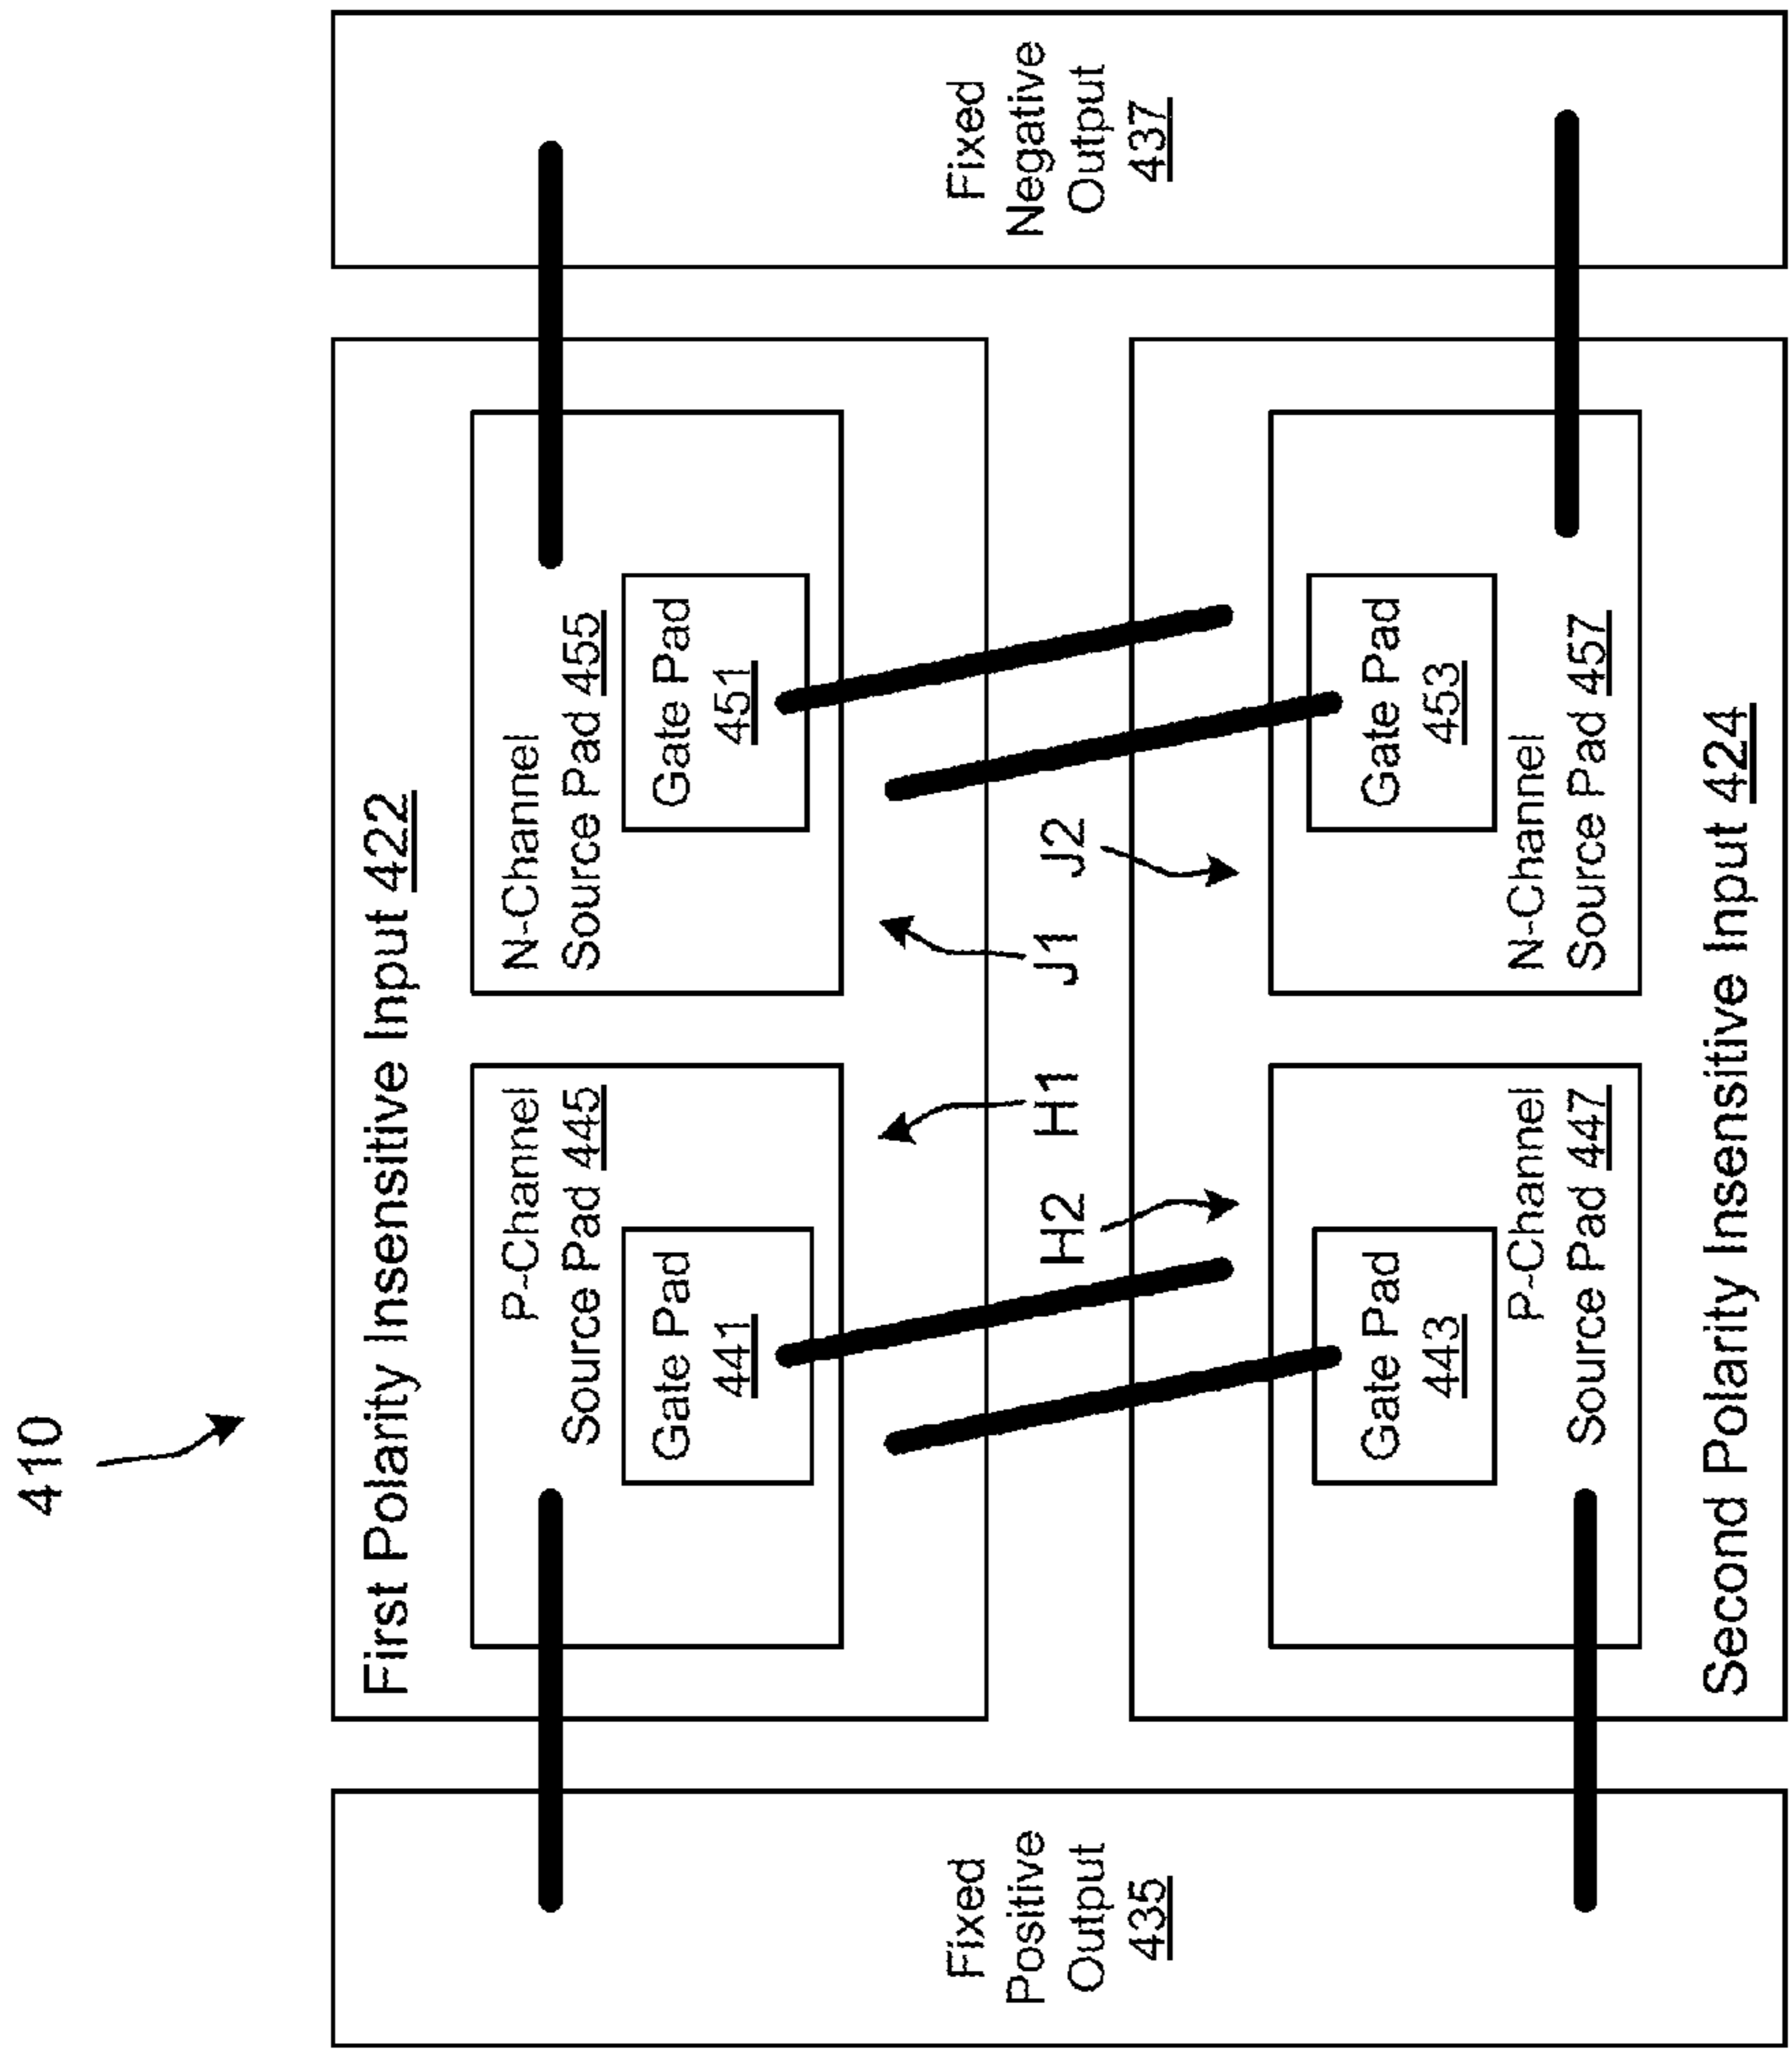 410
First Polarity Insensitive Input 422
P-Channel
Source Pad 445
Gate Pad
441
N-Channel
Source Pad 455
Gate Pad
451
Fixed
Positive
Output
435
H2
H1
J1
J2
Fixed
Negative
Output
437
Gate Pad
443
P-Channel
Source Pad 447
Gate Pad
453
N-Channel
Source Pad 457
Second Polarity Insensitive Input 424